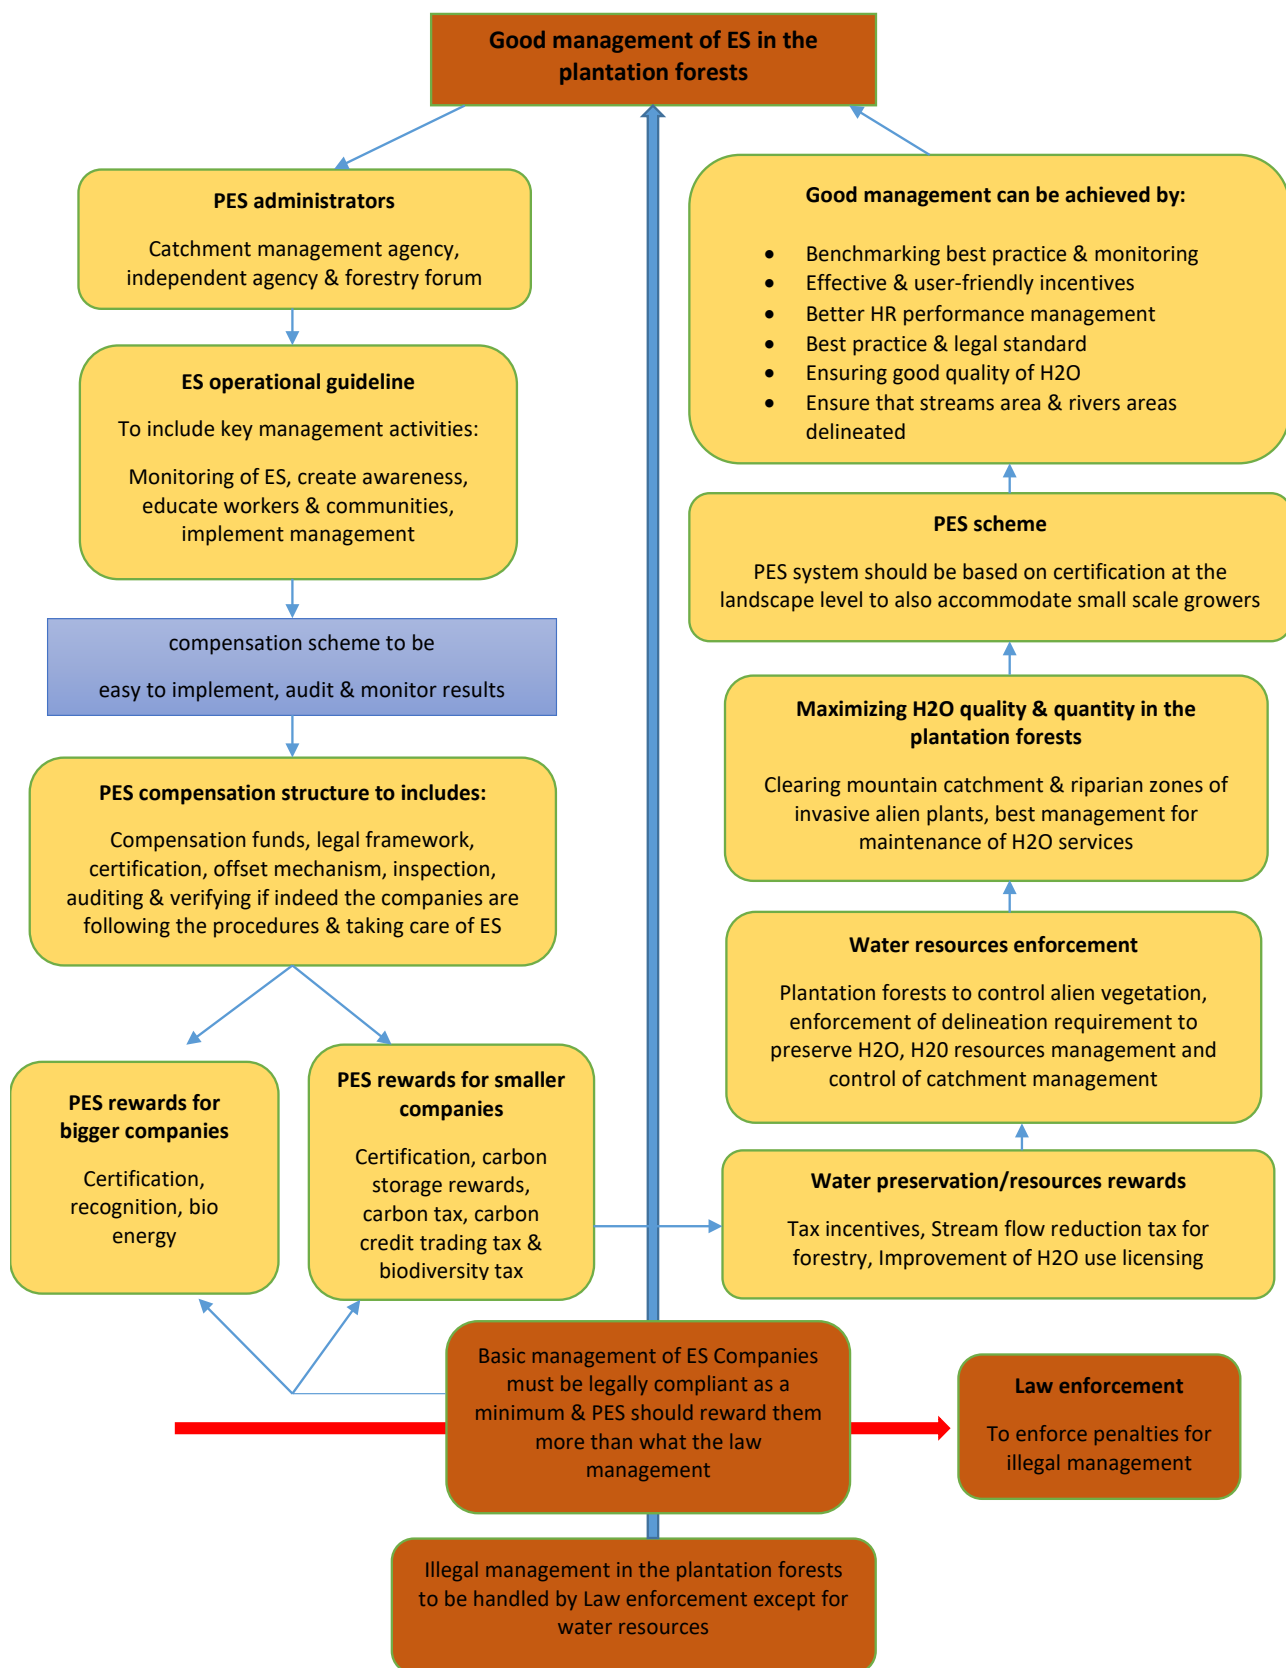 Good management of ES in the
plantation forests
PES administrators
Catchment management agency,
independent agency & forestry forum
ES operational guideline
To include key management activities:
Monitoring of ES, create awareness,
educate workers & communities,
implement management
compensation scheme to be
easy to implement, audit & monitor results
PES compensation structure to includes:
Compensation funds, legal framework,
certification, offset mechanism, inspection,
auditing & verifying if indeed the companies are
following the procedures & taking care of ES
PES rewards for
bigger companies
Certification,
recognition, bio
energy
PES rewards for smaller
companies
Certification, carbon
storage rewards,
carbon tax, carbon
credit trading tax &
biodiversity tax
Good management can be achieved by:
• Benchmarking best practice & monitoring
• Effective & user-friendly incentives
• Better HR performance management
• Best practice & legal standard
• Ensuring good quality of H2O
• Ensure that streams area & rivers areas
delineated
PES scheme
PES system should be based on certification at the
landscape level to also accommodate small scale growers
Maximizing H2O quality & quantity in the
plantation forests
Clearing mountain catchment & riparian zones of
invasive alien plants, best management for
maintenance of H2O services
Water resources enforcement
Plantation forests to control alien vegetation,
enforcement of delineation requirement to
preserve H2O, H20 resources management and
control of catchment management
Water preservation/resources rewards
Tax incentives, Stream flow reduction tax for
forestry, Improvement of H2O use licensing
Basic management of ES Companies
must be legally compliant as a
minimum & PES should reward them
more than what the law
management
Law enforcement
To enforce penalties for
illegal management
Illegal management in the plantation forests
to be handled by Law enforcement except for
water resources